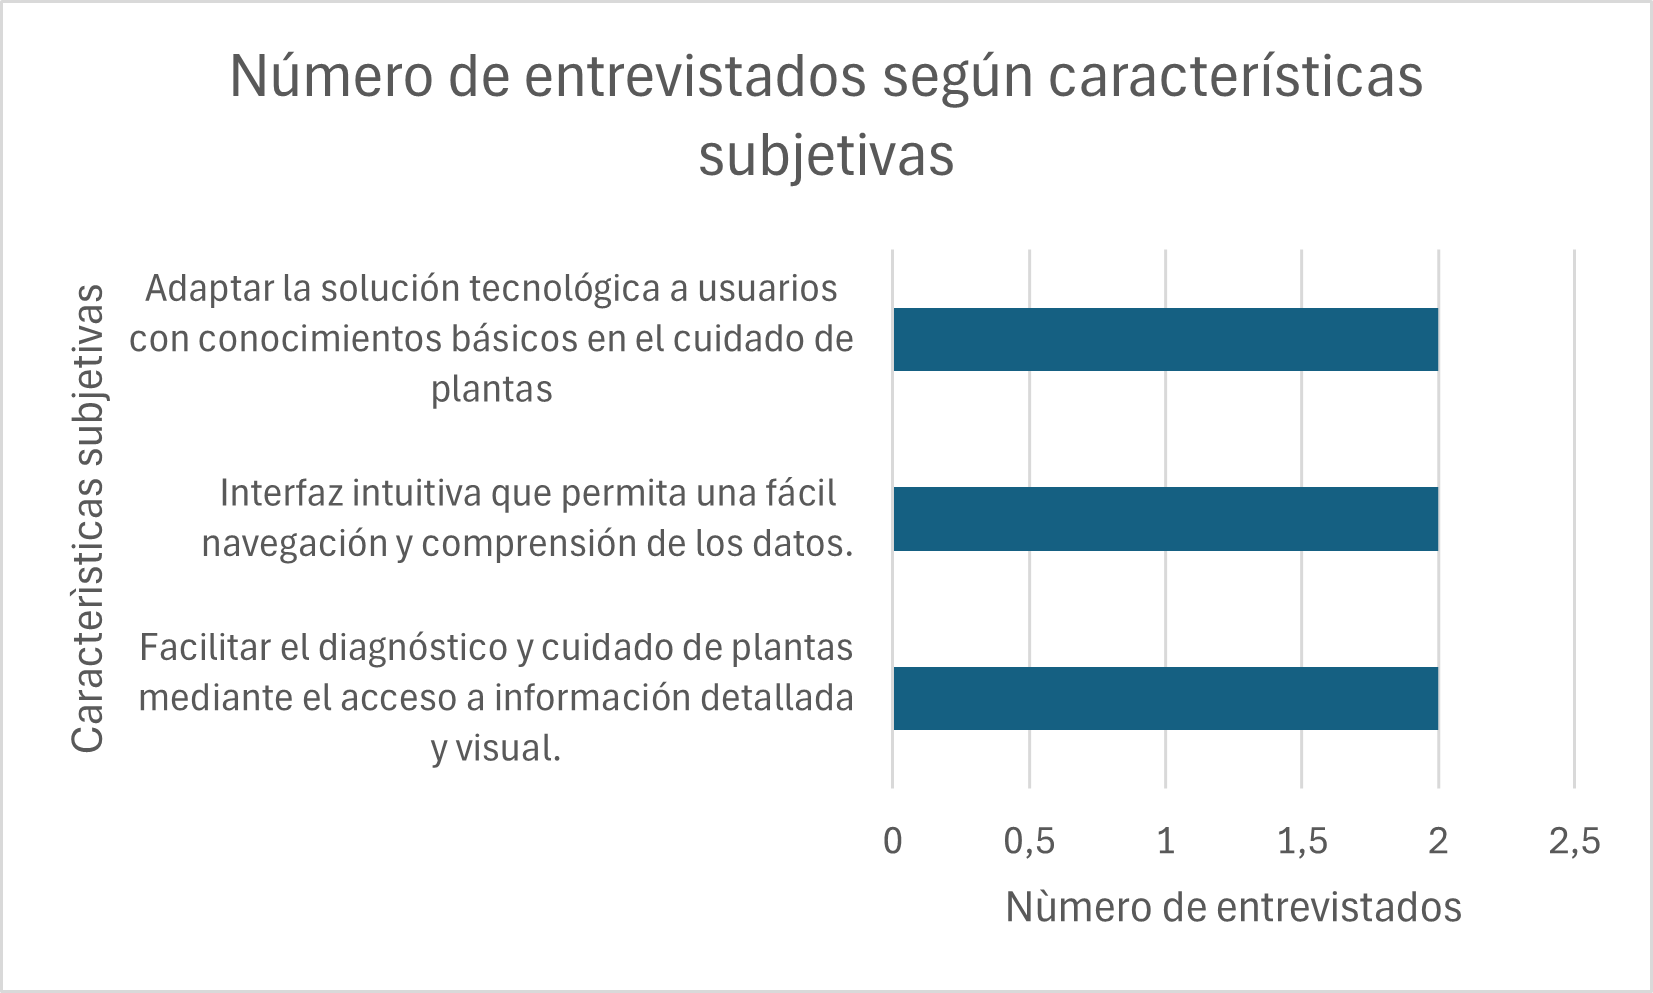 Número de entrevistados según características
subjetivas
Caracterìsticas subjetivas
Adaptar la solución tecnológica a usuarios
con conocimientos básicos en el cuidado de
plantas
Interfaz intuitiva que permita una fácil
navegación y comprensión de los datos.
Facilitar el diagnóstico y cuidado de plantas
mediante el acceso a información detallada
y visual.
0 0,5 1 1,5 2 2,5
Nùmero de entrevistados